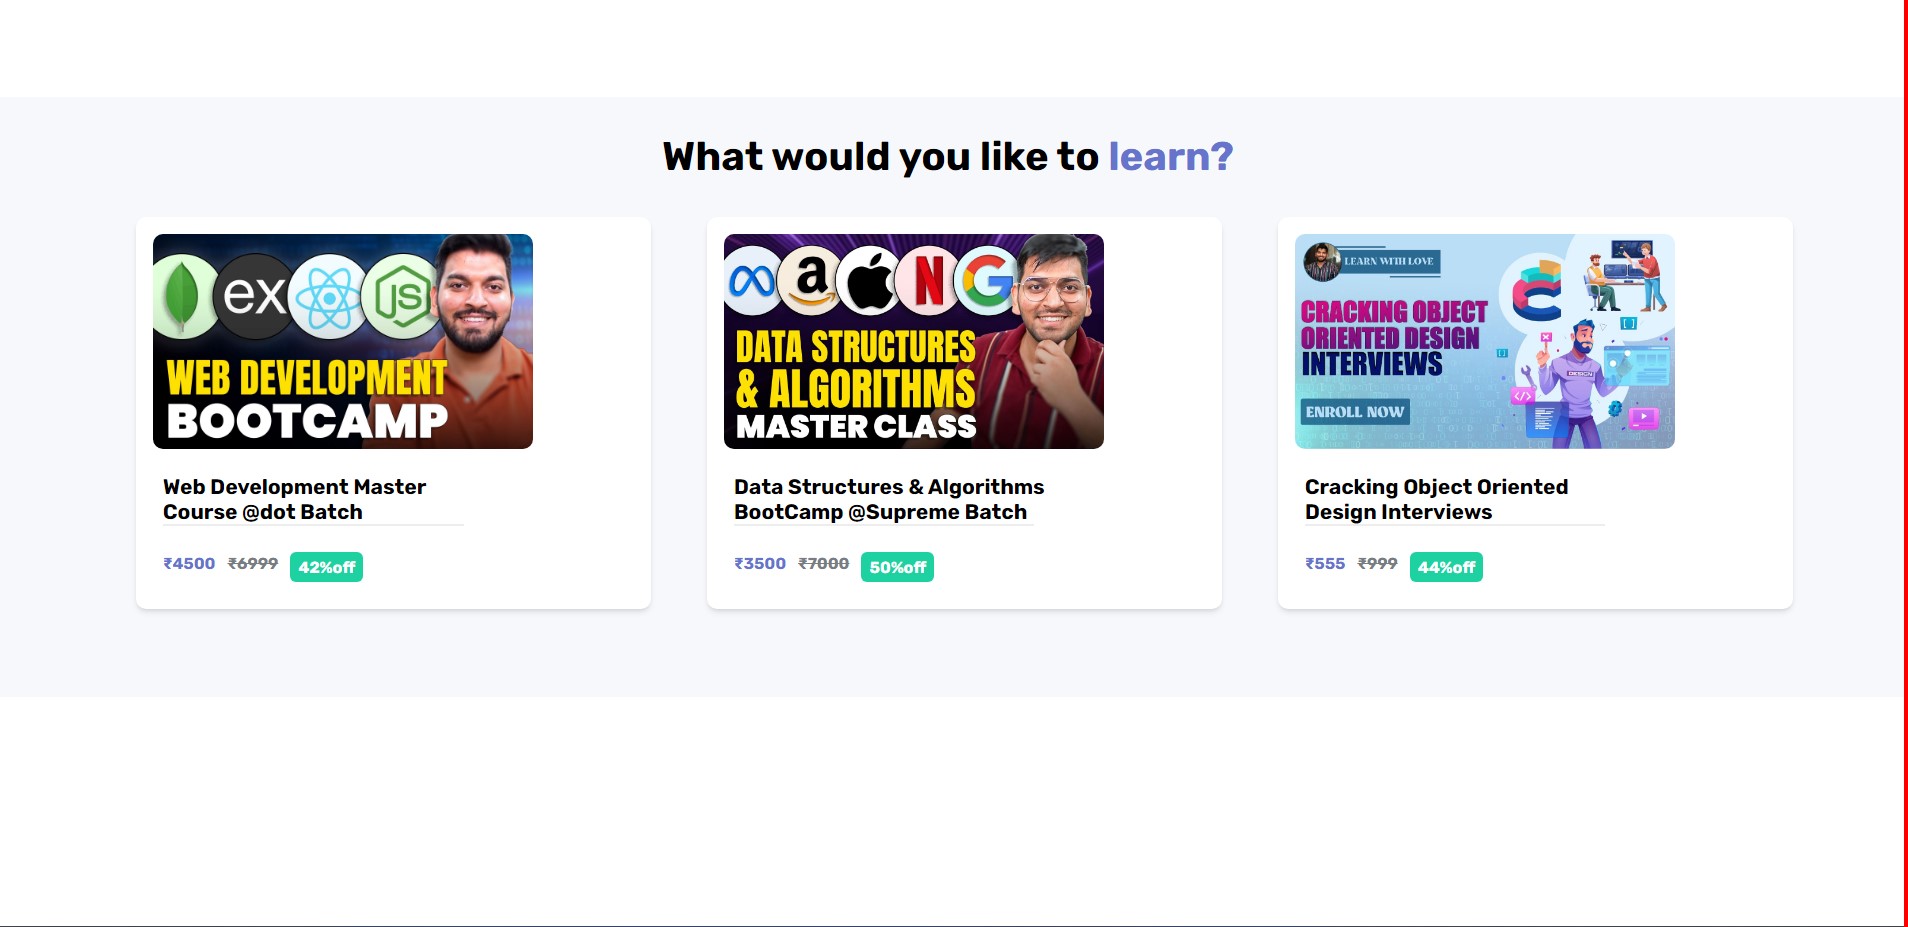 What would you like to learn?
ex
JS
WEB DEVELOPMENT
BOOTCAMP
Web Development Master
Course @dot Batch
₹4500 ₹6999 42%off
a N G
DATA STRUCTURES
& ALGORITHMS
MASTER CLASS
Data Structures & Algorithms
BootCamp @Supreme Batch
₹3500 ₹7000 50%off
LEARN WITH LOVE
CRACKING OBJECT
ORIENTED DESIGN
INTERVIEWS
DESIGN
ENROLL NOW
Cracking Object Oriented
Design Interviews
₹555 ₹999 44%off